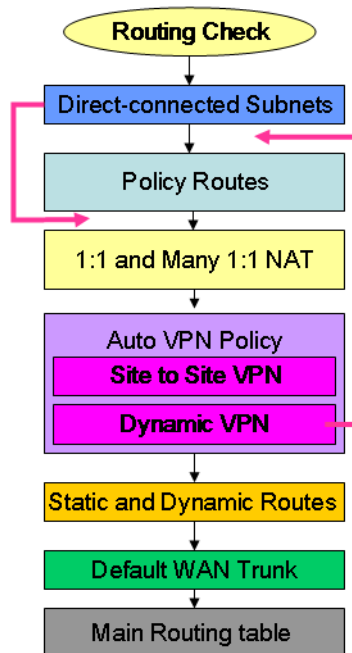 Routing Check
Direct-connected Subnets
Policy Routes
1:1 and Many 1:1 NAT
Auto VPN Policy
Site to Site VPN
Dynamic VPN
Static and Dynamic Routes
Default WAN Trunk
Main Routing table